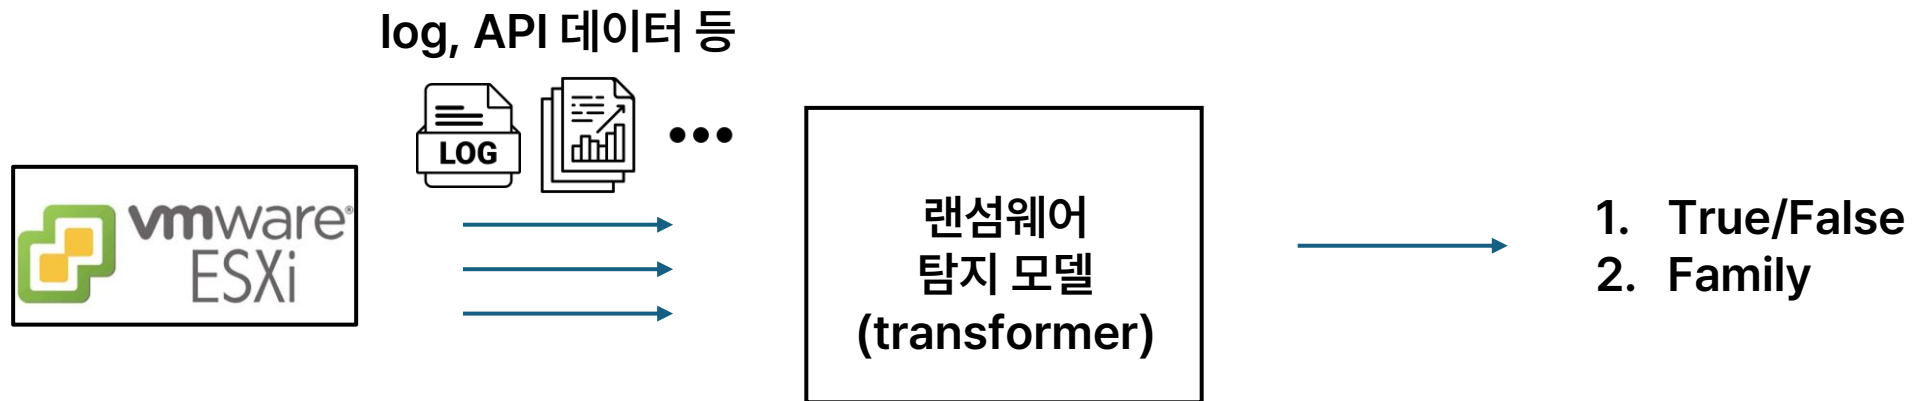 log, API 데이터 등
LOG
vmware®
ESXi
랜섬웨어
탐지 모델
(transformer)
1. True/False
2. Family